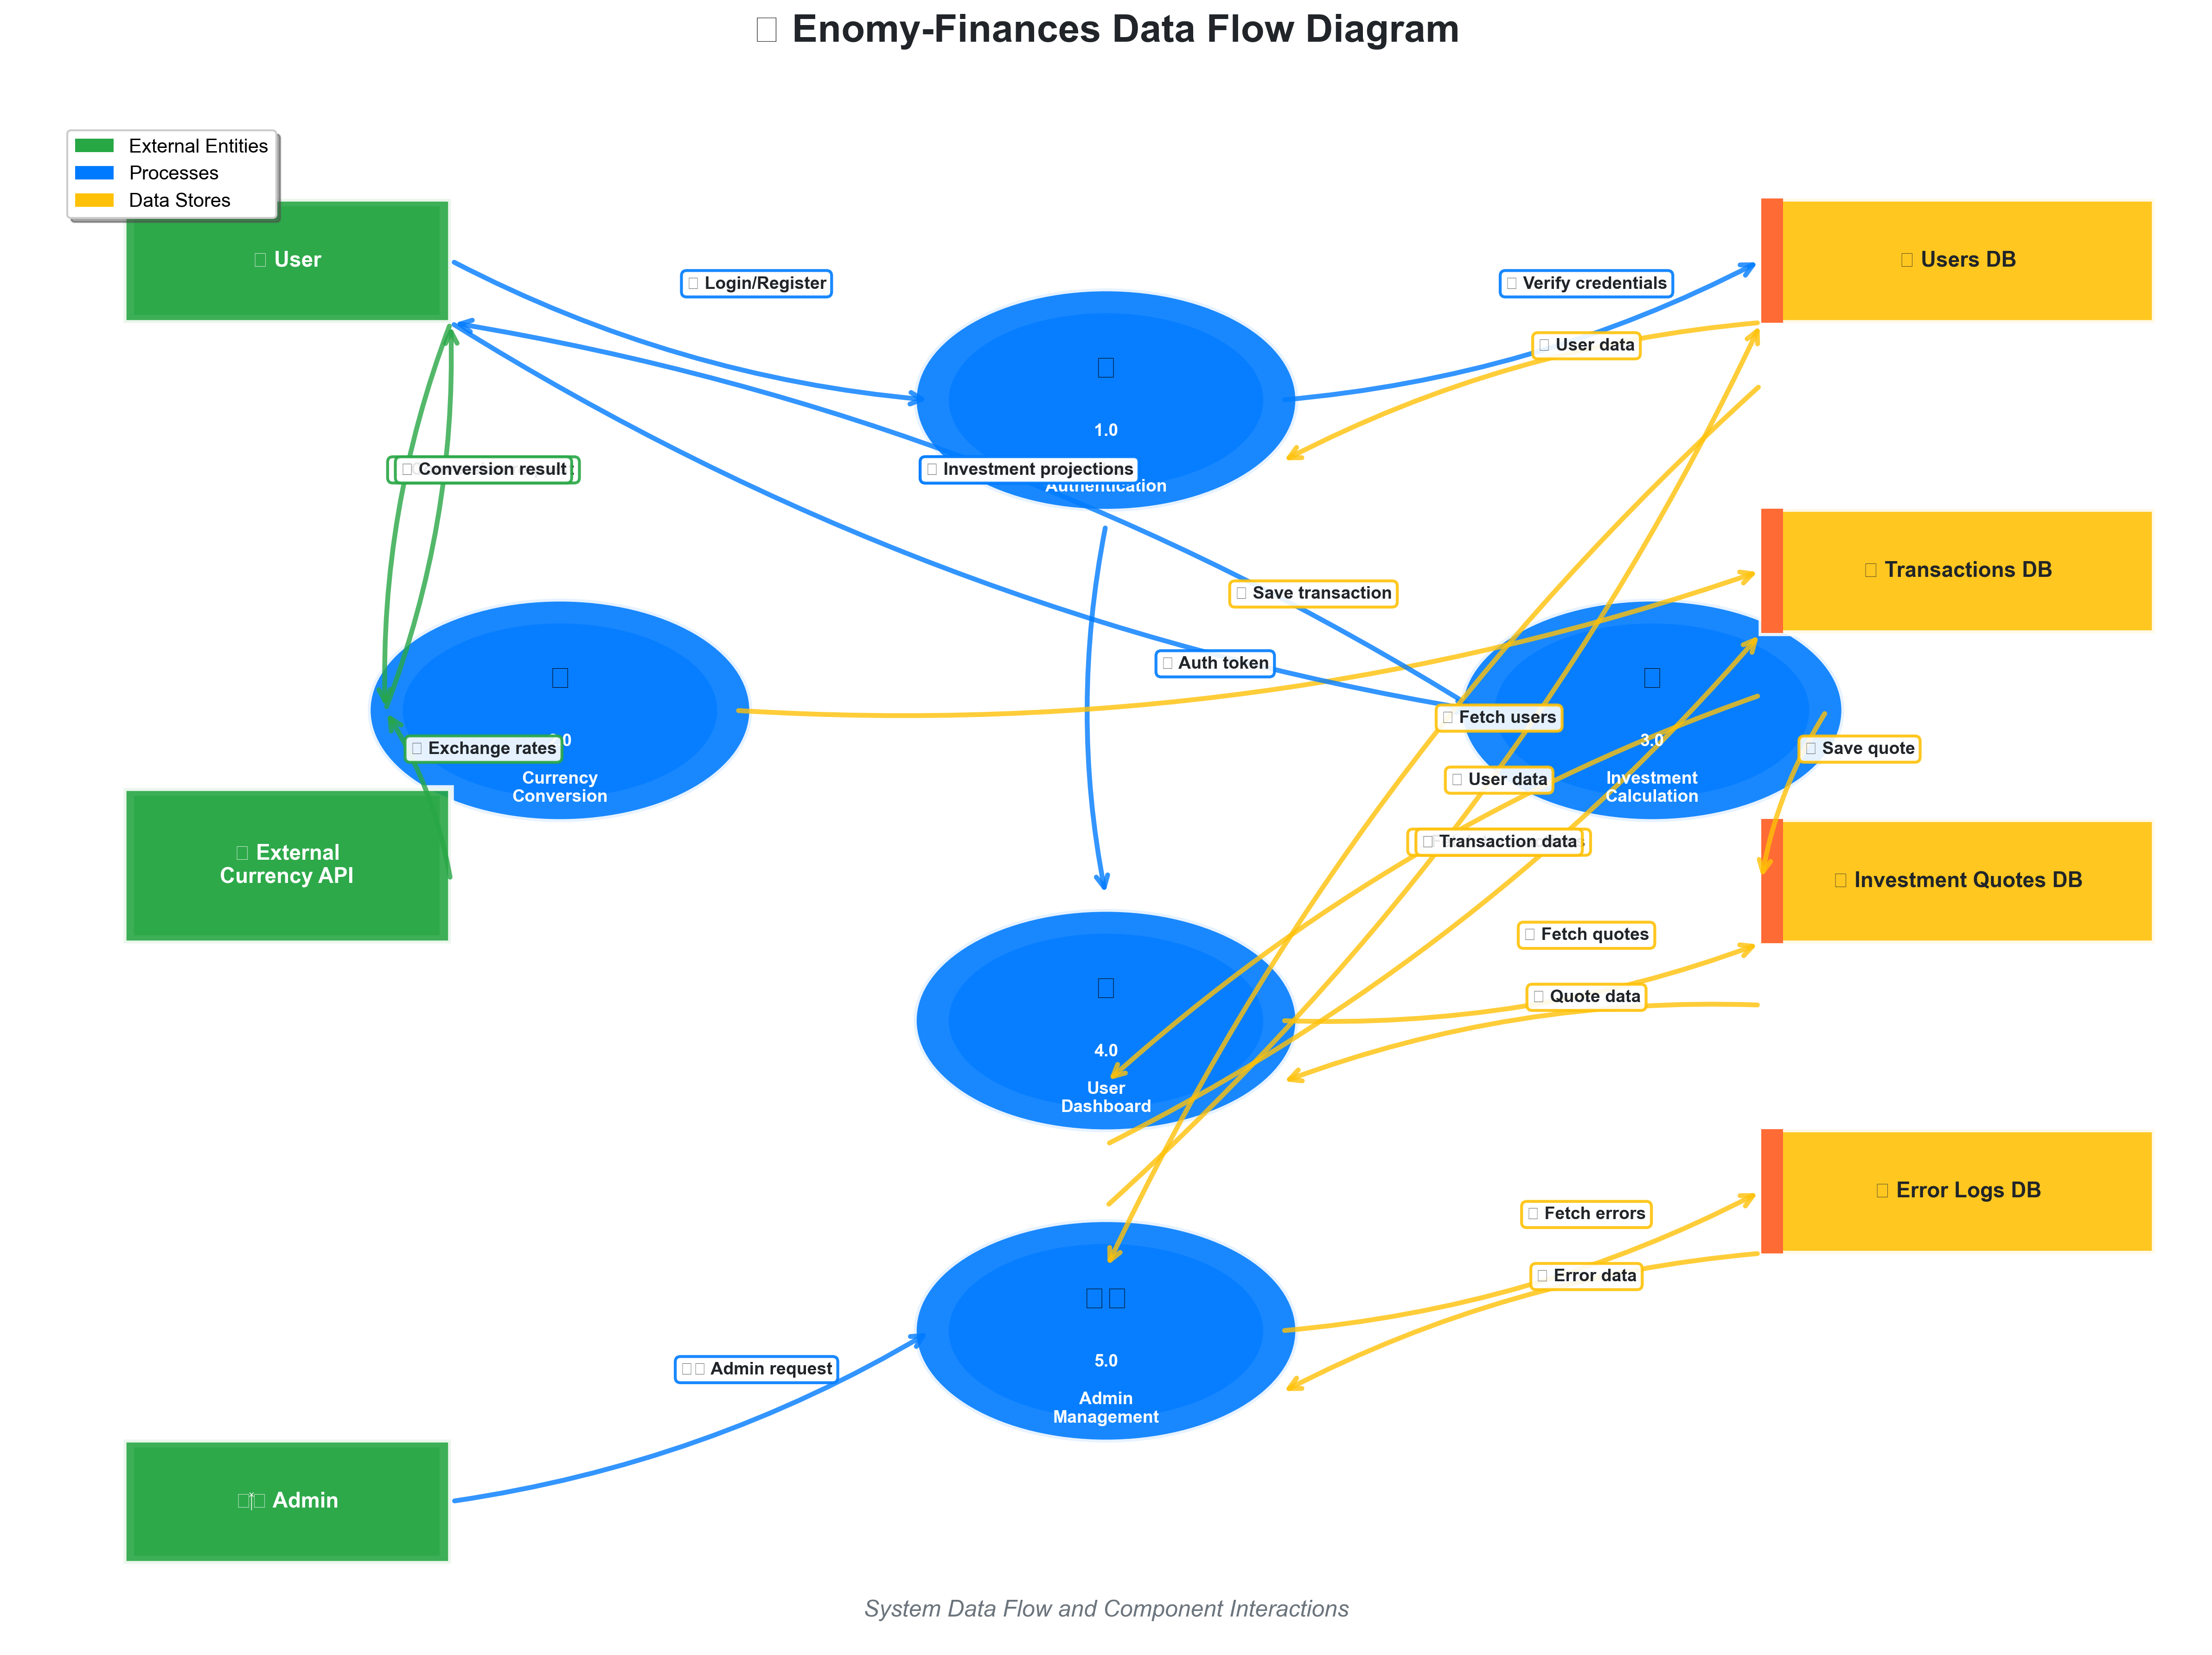 Enomy-Finances Data Flow Diagram
External Entities
Processes
Data Stores
User
Login/Register
Verify credentials
Users DB
User data
1.0
Authentication
Conversion result
Investment projections
Save transaction
Transactions DB
Auth token
Fetch users
3.0
Investment
Calculation
Save quote
Exchange rates
Currency
Conversion
User data
Transaction data
External
Currency API
Investment Quotes DB
Fetch quotes
Quote data
4.0
User
Dashboard
Error Logs DB
Fetch errors
Error data
5.0
Admin
Management
Admin request
Admin
System Data Flow and Component Interactions